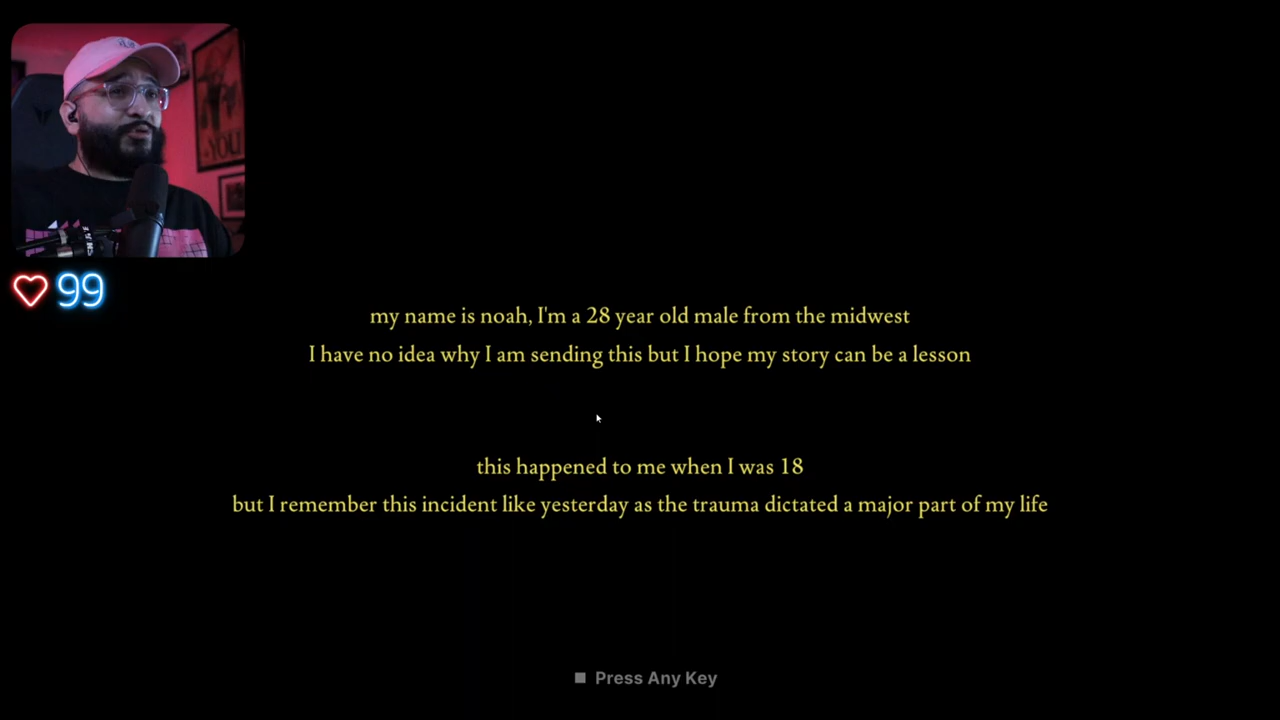 YOU
99
my name is noah, I'm a 28 year old male from the midwest
I have no idea why I am sending this but I hope my story can be a lesson
this happened to me when I was 18
but I remember this incident like yesterday as the trauma dictated a major part of my life
Press Any Key